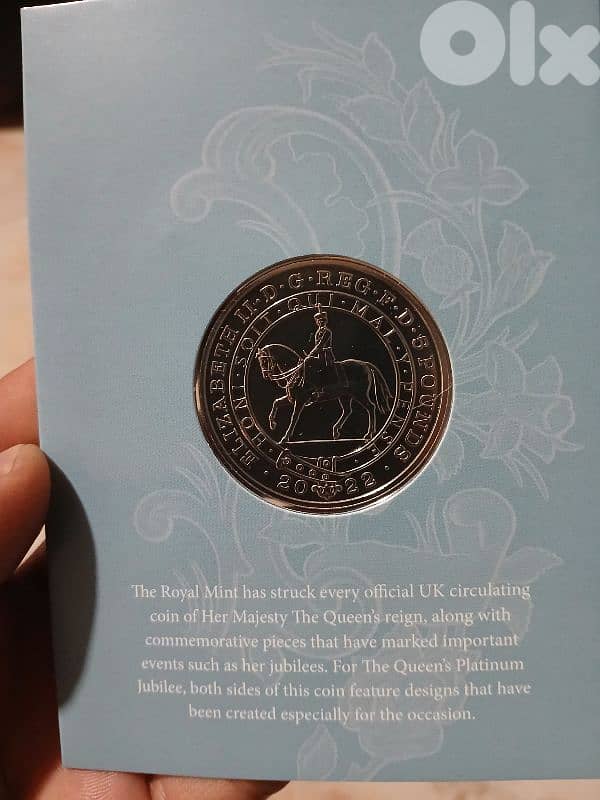 Olx
ELIZABETH II · D · G · REG · F · D · 5 POUNDS
HONI · SOIT · QUI · MAL · Y · PENSE
2022
The Royal Mint has struck every official UK circulating
coin of Her Majesty The Queen's reign, along with
commemorative pieces that have marked important
events such as her jubilees. For The Queen's Platinum
Jubilee, both sides of this coin feature designs that have
been created especially for the occasion.